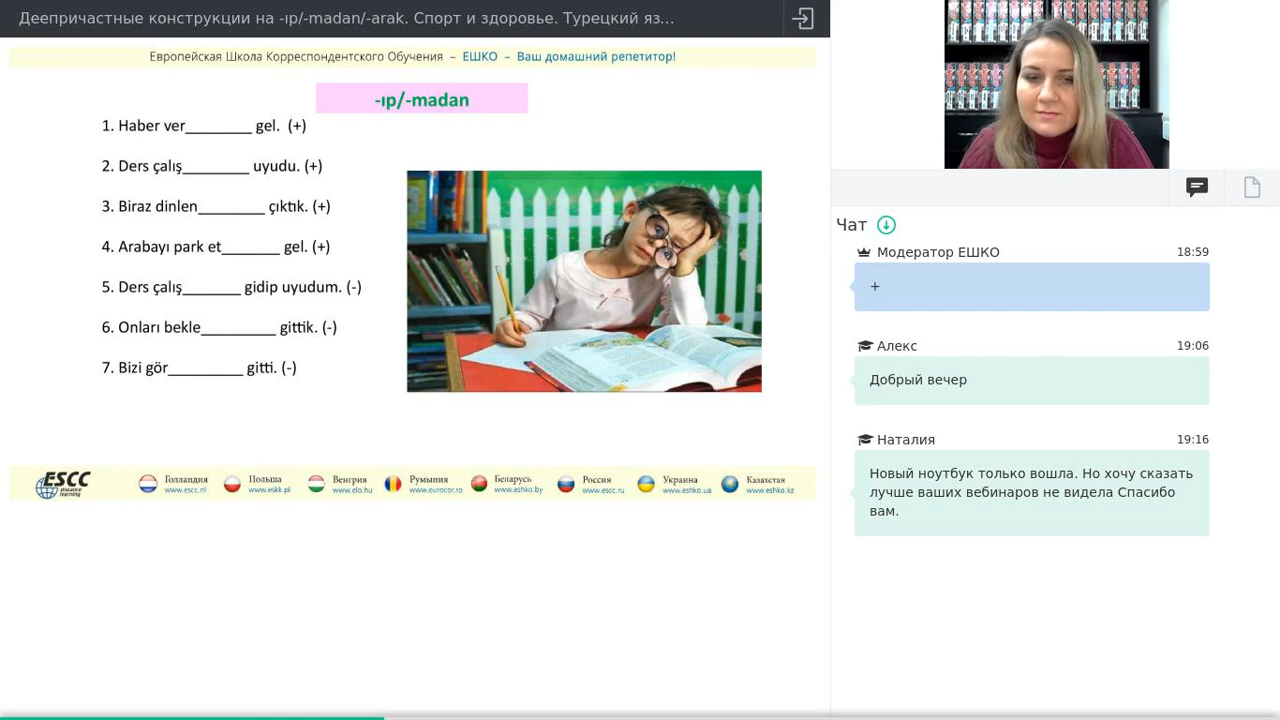 Деепричастные конструкции на -ıp/-madan/-arak. Спорт и здоровье. Турецкий яз...
Европейская Школа Корреспондентского Обучения – ЕШКО – Ваш домашний репетитор!
-ıp/-madan
1. Haber ver________ gel. (+)
2. Ders çalış________ uyudu. (+)
3. Biraz dinlen________ çıktık. (+)
4. Arabayı park et_______ gel. (+)
5. Ders çalış_______ gidip uyudum. (-)
6. Onları bekle_________ gittik. (-)
7. Bizi gör_________ gitti. (-)
ESCC
distance
learning
Голландия
www.escc.nl
Польша
www.eskk.pl
Венгрия
www.elo.hu
Румыния
www.eurocor.ro
Беларусь
www.eshko.by
Россия
www.escc.ru
Украина
www.eshko.ua
Казахстан
www.eshko.kz
Чат
Модератор ЕШКО 18:59
+
Алекс 19:06
Добрый вечер
Наталия 19:16
Новый ноутбук только вошла. Но хочу сказать
лучше ваших вебинаров не видела Спасибо
вам.